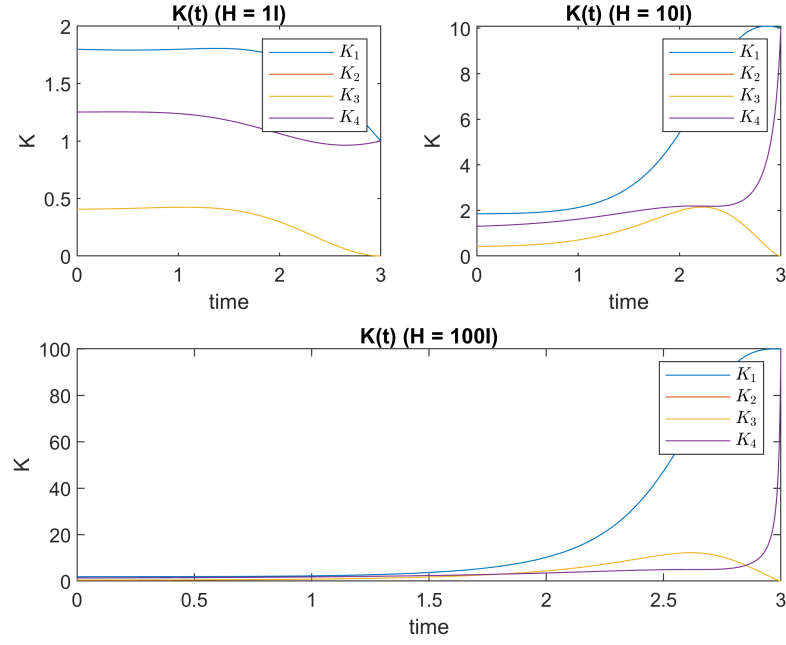 K(t) (H = 1I)
2
1.5
1
0.5
0
K
0
1
2
3
time
K₁
K₂
K₃
K₄
K(t) (H = 10I)
10
8
6
4
2
0
K
0
1
2
3
time
K₁
K₂
K₃
K₄
K(t) (H = 100I)
100
80
60
40
20
0
K
0
0.5
1
1.5
2
2.5
3
time
K₁
K₂
K₃
K₄